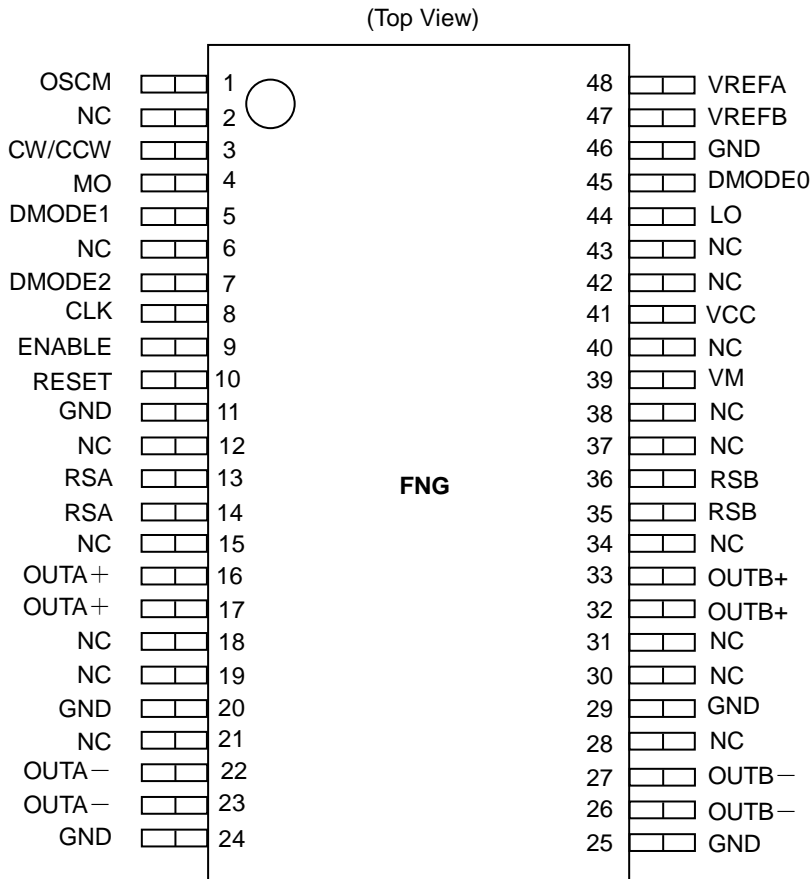 (Top View)
OSCM 1 48 VREFA
NC 2 47 VREFB
CW/CCW 3 46 GND
MO 4 45 DMODE0
DMODE1 5 44 LO
NC 6 43 NC
DMODE2 7 42 NC
CLK 8 41 VCC
ENABLE 9 40 NC
RESET 10 39 VM
GND 11 38 NC
NC 12 37 NC
RSA 13 FNG 36 RSB
RSA 14 35 RSB
NC 15 34 NC
OUTA+ 16 33 OUTB+
OUTA+ 17 32 OUTB+
NC 18 31 NC
NC 19 30 NC
GND 20 29 GND
NC 21 28 NC
OUTA− 22 27 OUTB−
OUTA− 23 26 OUTB−
GND 24 25 GND